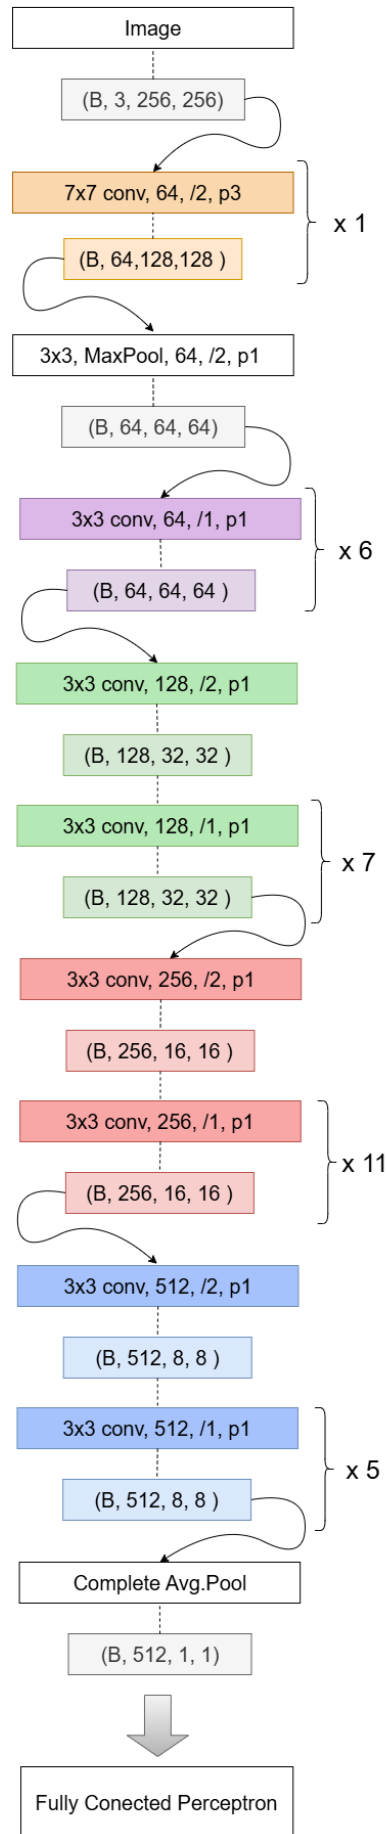 Image
(B, 3, 256, 256)
7x7 conv, 64, /2, p3
x 1
(B, 64,128,128 )
3x3, MaxPool, 64, /2, p1
(B, 64, 64, 64)
3x3 conv, 64, /1, p1
x 6
(B, 64, 64, 64 )
3x3 conv, 128, /2, p1
(B, 128, 32, 32 )
3x3 conv, 128, /1, p1
x 7
(B, 128, 32, 32 )
3x3 conv, 256, /2, p1
(B, 256, 16, 16 )
3x3 conv, 256, /1, p1
x 11
(B, 256, 16, 16 )
3x3 conv, 512, /2, p1
(B, 512, 8, 8 )
3x3 conv, 512, /1, p1
x 5
(B, 512, 8, 8 )
Complete Avg.Pool
(B, 512, 1, 1)
Fully Conected Perceptron